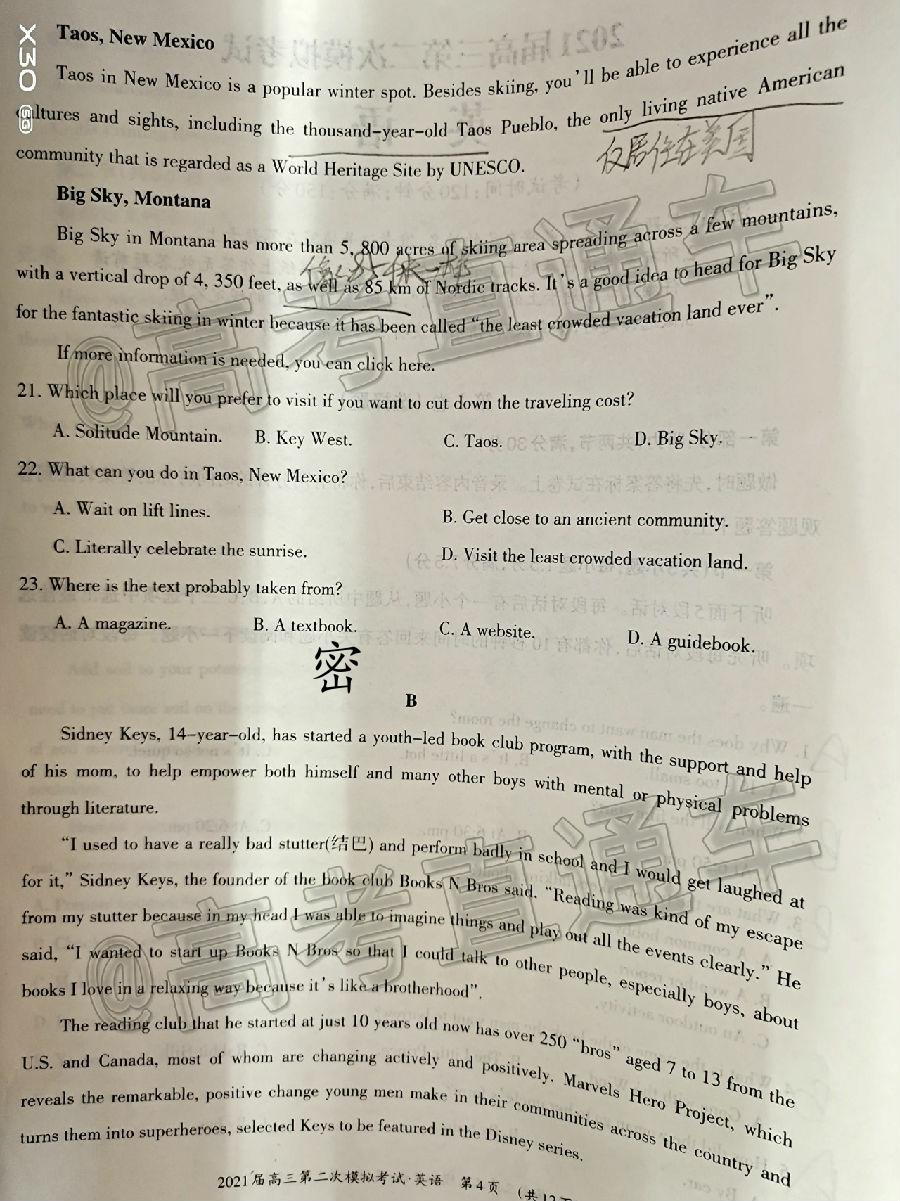 X30
Taos, New Mexico
Taos in New Mexico is a popular winter spot. Besides skiing, you'll be able to experience all the
cultures and sights, including the thousand-year-old Taos Pueblo, the only living native American
community that is regarded as a World Heritage Site by UNESCO.
仅居住在美国
Big Sky, Montana
Big Sky in Montana has more than 5, 800 acres of skiing area spreading across a few mountains,
with a vertical drop of 4, 350 feet, as well as 85 km of Nordic tracks. It's a good idea to head for Big Sky
for the fantastic skiing in winter because it has been called "the least crowded vacation land ever".
If more information is needed, you can click here.
21. Which place will you prefer to visit if you want to cut down the traveling cost?
A. Solitude Mountain. B. Key West. C. Taos. D. Big Sky.
22. What can you do in Taos, New Mexico?
A. Wait on lift lines. B. Get close to an ancient community.
C. Literally celebrate the sunrise. D. Visit the least crowded vacation land.
23. Where is the text probably taken from?
A. A magazine. B. A textbook. C. A website. D. A guidebook.
密
B
Sidney Keys, 14-year-old, has started a youth-led book club program, with the support and help
of his mom, to help empower both himself and many other boys with mental or physical problems
through literature.
"I used to have a really bad stutter(结巴) and perform badly in school and I would get laughed at
for it," Sidney Keys, the founder of the book club Books N Bros said. "Reading was kind of my escape
from my stutter because in my head I was able to imagine things and play out all the events clearly." He
said, "I wanted to start up Books N Bros so that I could talk to other people, especially boys, about
books I love in a relaxing way because it's like a brotherhood".
The reading club that he started at just 10 years old now has over 250 "bros" aged 7 to 13 from the
U.S. and Canada, most of whom are changing actively and positively. Marvels Hero Project, which
reveals the remarkable, positive change young men make in their communities across the country and
turns them into superheroes, selected Keys to be featured in the Disney series.
2021届高三第二次模拟考试·英语 第4页 (共12页
@高考直通车
@高考直通车